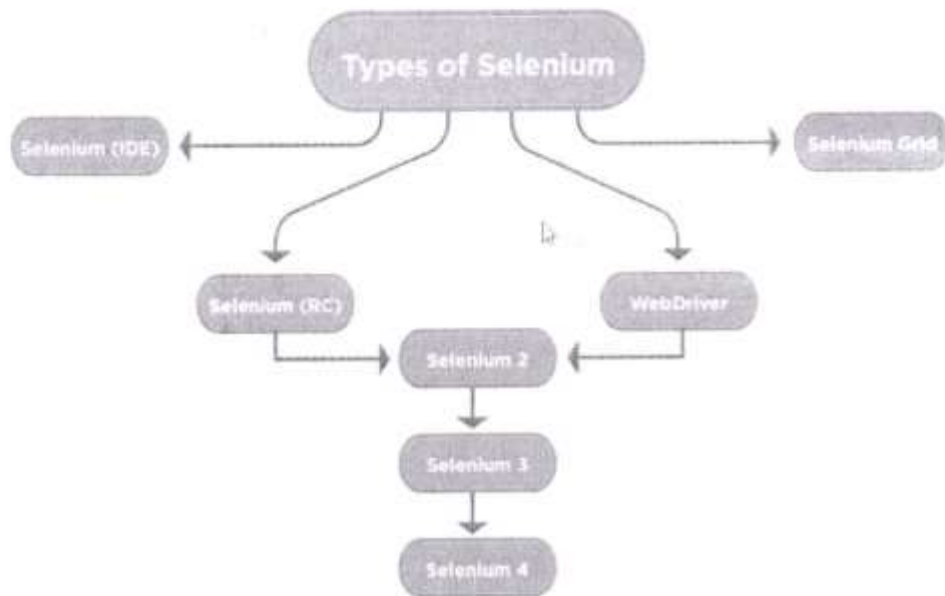 Types of Selenium
Selenium (IDE)
Selenium Grid
Selenium (RC)
WebDriver
Selenium 2
Selenium 3
Selenium 4